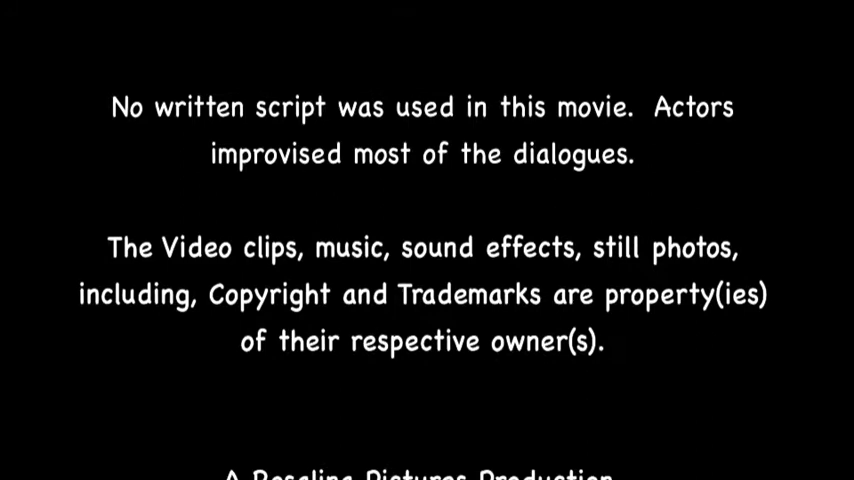 No written script was used in this movie. Actors
improvised most of the dialogues.
The Video clips, music, sound effects, still photos,
including, Copyright and Trademarks are property(ies)
of their respective owner(s).
A Rosalina Pictures Production